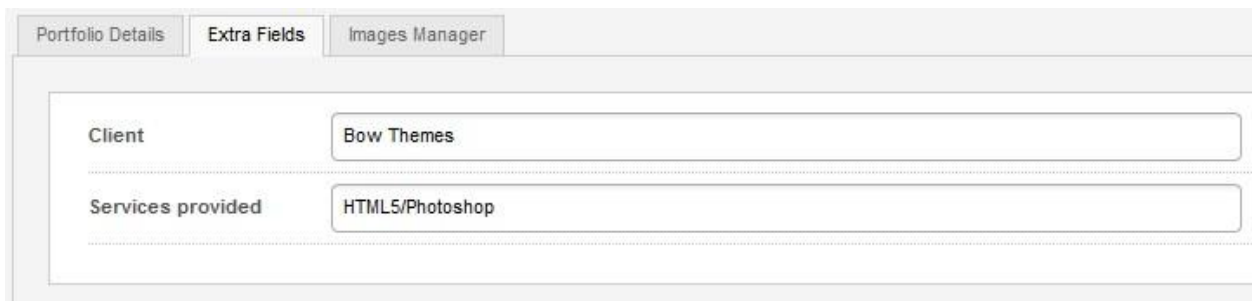 Portfolio Details Extra Fields Images Manager
Client Bow Themes
Services provided HTML5/Photoshop